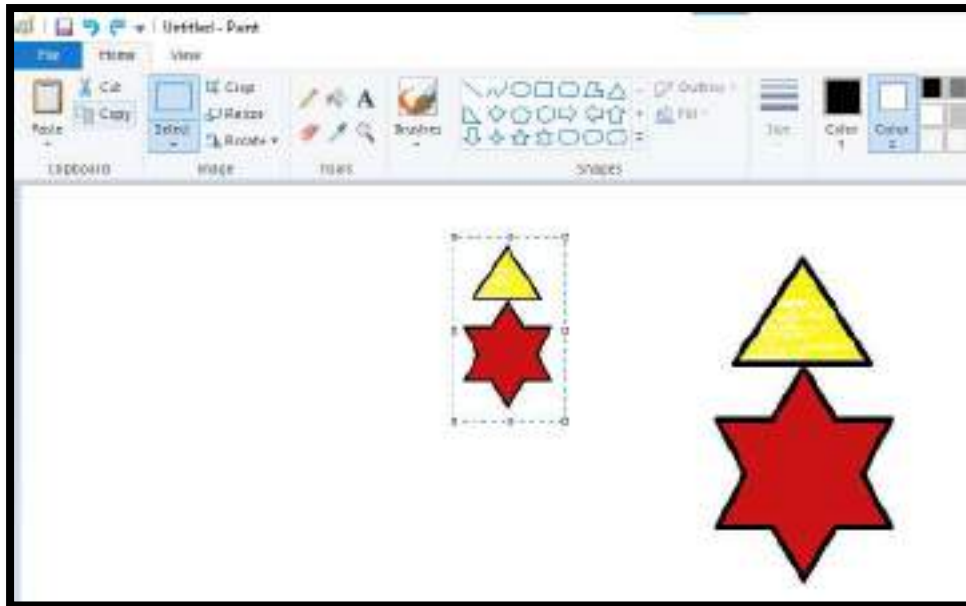 Untitled - Paint
File Home View
Cut
Copy
Paste
Select
Crop
Resize
Rotate
A
Brushes
Outline
Fill
Size
Color
1
Color
2
Clipboard Image Tools Shapes